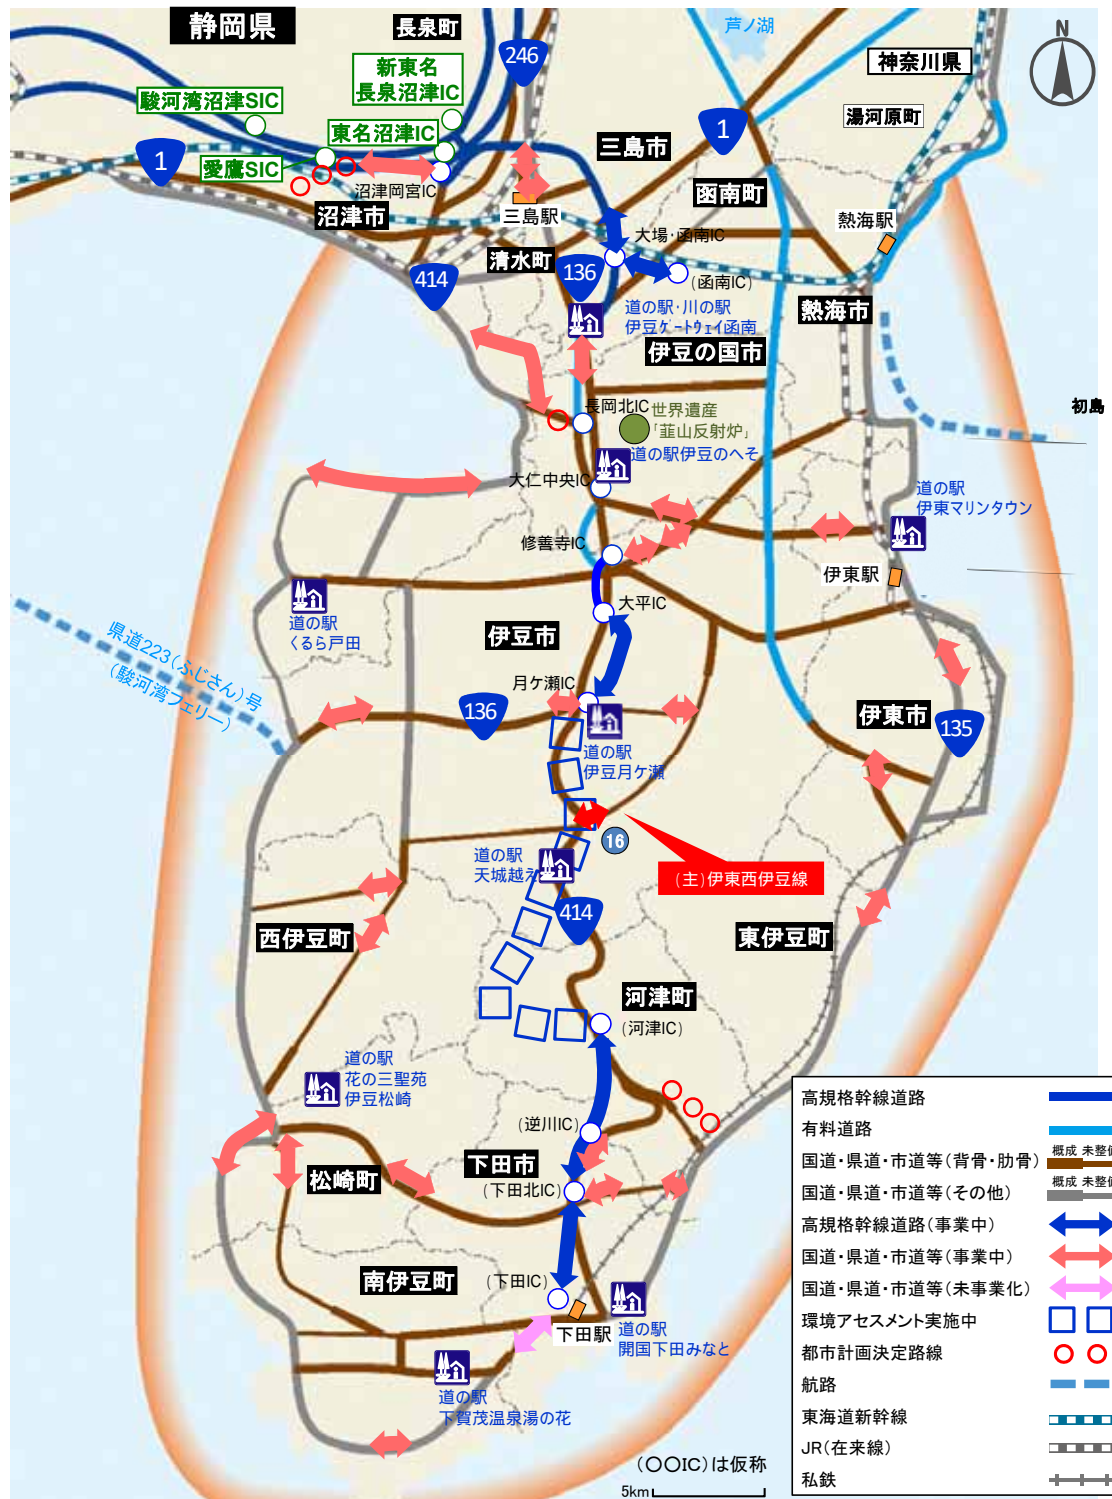 静岡県
長泉町
芦ノ湖
N
246
新東名
長泉沼津IC
神奈川県
駿河湾沼津SIC
湯河原町
1
東名沼津IC
三島市
1
愛鷹SIC
沼津岡宮IC
函南町
沼津市
三島駅
熱海駅
大場・函南IC
清水町
136
(函南IC)
414
道の駅・川の駅
伊豆ゲートウェイ函南
熱海市
伊豆の国市
初島
長岡北IC
世界遺産
「韮山反射炉」
道の駅伊豆のへそ
大仁中央IC
道の駅
伊東マリンタウン
修善寺IC
伊東駅
大平IC
道の駅
くるら戸田
伊豆市
県道223(ふじさん)号
(駿河湾フェリー)
月ケ瀬IC
136
伊東市
135
道の駅
伊豆月ケ瀬
16
道の駅
天城越え
(主)伊東西伊豆線
414
西伊豆町
東伊豆町
河津町
(河津IC)
道の駅
花の三聖苑
伊豆松崎
(逆川IC)
下田市
松崎町
(下田北IC)
南伊豆町
(下田IC)
下田駅
道の駅
開国下田みなと
道の駅
下賀茂温泉湯の花
高規格幹線道路
有料道路
国道・県道・市道等(背骨・肋骨)
概成 未整備
国道・県道・市道等(その他)
概成 未整備
高規格幹線道路(事業中)
国道・県道・市道等(事業中)
国道・県道・市道等(未事業化)
環境アセスメント実施中
都市計画決定路線
航路
東海道新幹線
JR(在来線)
私鉄
(〇〇IC)は仮称
5km